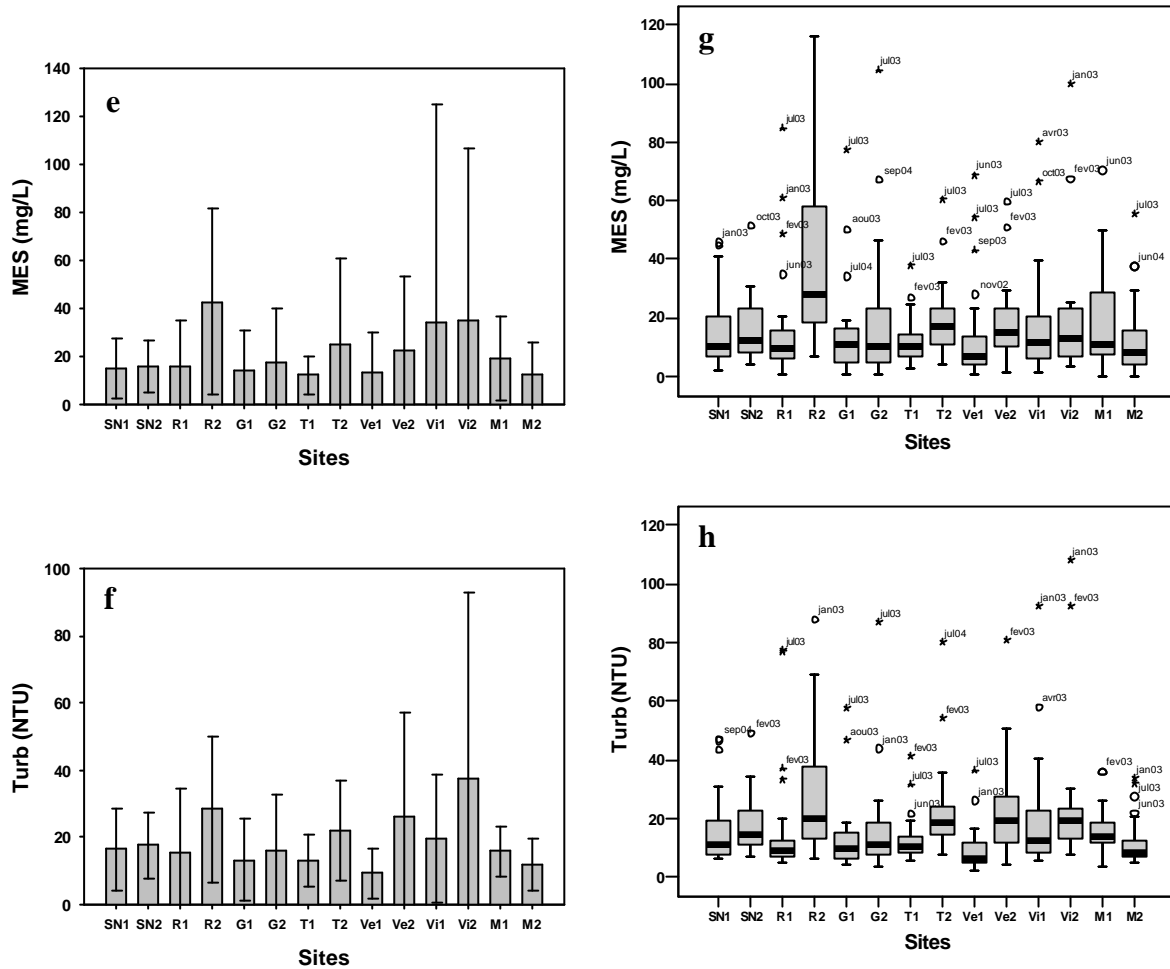 e
MES (mg/L)
140
120
100
80
60
40
20
0
SN1 SN2 R1 R2 G1 G2 T1 T2 Ve1 Ve2 Vi1 Vi2 M1 M2
Sites
g
MES (mg/L)
120
100
80
60
40
20
0
jan03
oct03
jul03
jan03
fev03
jun03
jul03
aou03
jul04
jul03
sep04
jul03
fev03
jul03
fev03
jun03
jul03
sep03
nov02
jul03
fev03
avr03
oct03
jan03
fev03
jun03
jul03
jun04
SN1 SN2 R1 R2 G1 G2 T1 T2 Ve1 Ve2 Vi1 Vi2 M1 M2
Sites
f
Turb (NTU)
100
80
60
40
20
0
SN1 SN2 R1 R2 G1 G2 T1 T2 Ve1 Ve2 Vi1 Vi2 M1 M2
Sites
h
Turb (NTU)
120
100
80
60
40
20
0
sep04
fev03
jul03
fev03
jan03
jul03
aou03
jul03
jan03
fev03
jul03
jun03
jul04
fev03
jul03
jan03
fev03
jan03
avr03
jan03
fev03
fev03
jan03
jul03
jun03
SN1 SN2 R1 R2 G1 G2 T1 T2 Ve1 Ve2 Vi1 Vi2 M1 M2
Sites